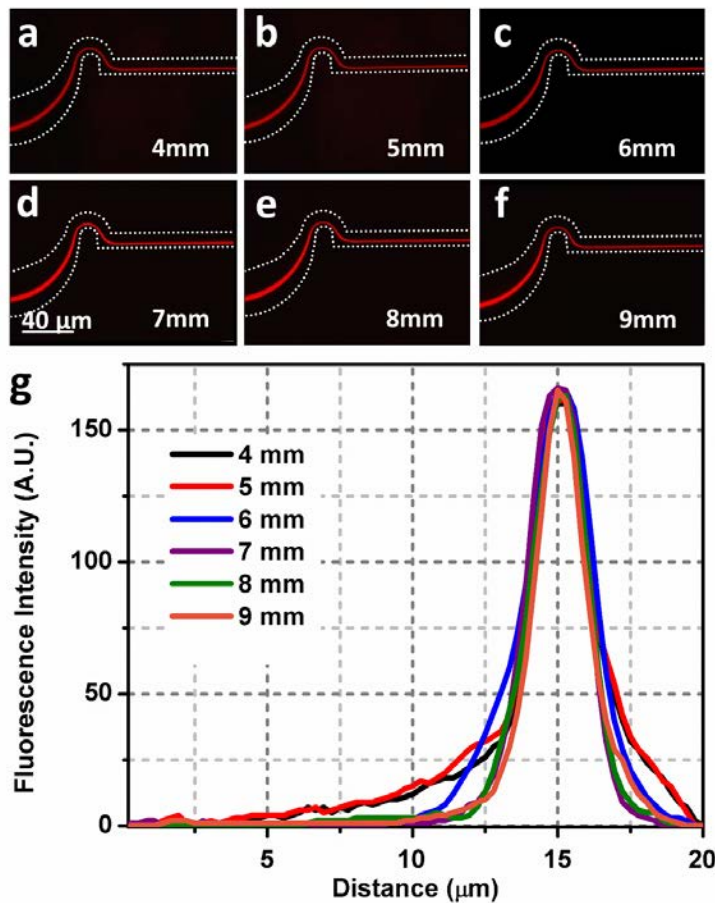 a
b
c
4mm
5mm
6mm
d
e
f
40 µm
7mm
8mm
9mm
g
Fluorescence Intensity (A.U.)
150
100
50
0
4 mm
5 mm
6 mm
7 mm
8 mm
9 mm
5
10
15
20
Distance (µm)